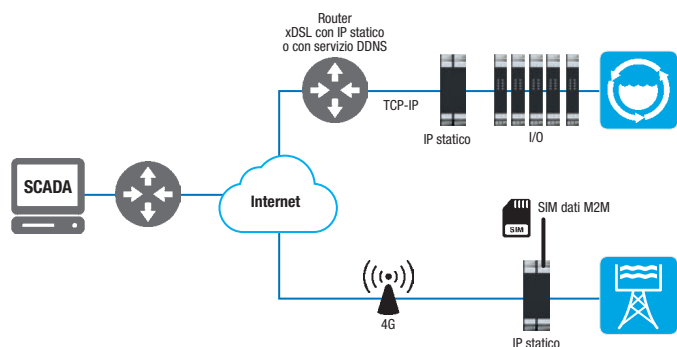 Router
xDSL con IP statico
o con servizio DDNS
TCP-IP
IP statico
I/O
SCADA
Internet
SIM dati M2M
SIM
4G
IP statico